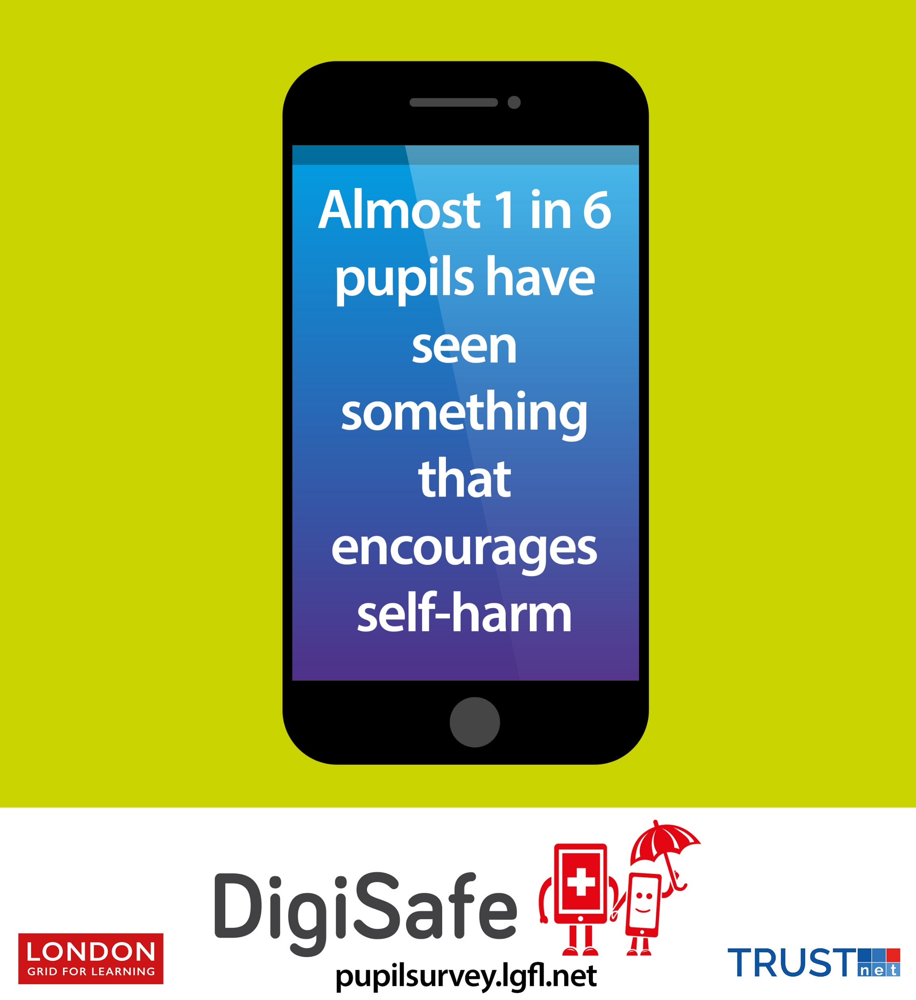 Almost 1 in 6
pupils have
seen
something
that
encourages
self-harm
DigiSafe
LONDON
GRID FOR LEARNING
pupilsurvey.lgfl.net
TRUST
net